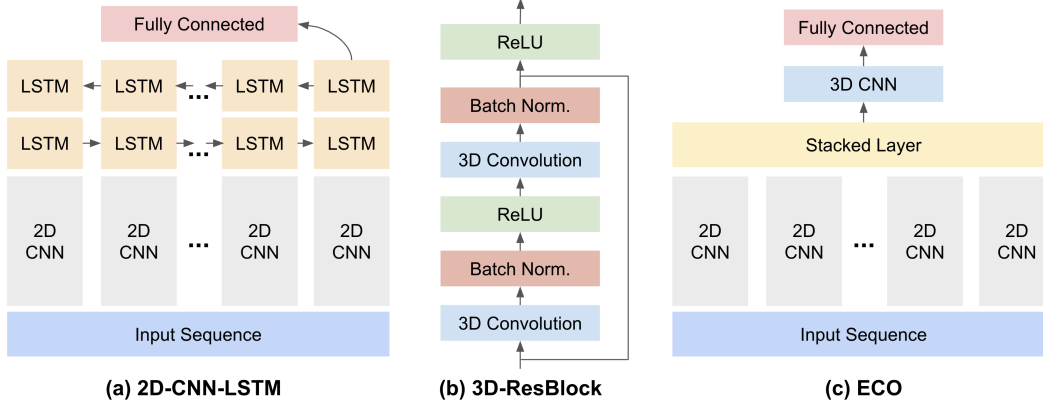 Fully Connected
LSTM LSTM ... LSTM LSTM
LSTM LSTM ... LSTM LSTM
2D CNN 2D CNN ... 2D CNN 2D CNN
Input Sequence
(a) 2D-CNN-LSTM
ReLU
Batch Norm.
3D Convolution
ReLU
Batch Norm.
3D Convolution
(b) 3D-ResBlock
Fully Connected
3D CNN
Stacked Layer
2D CNN 2D CNN ... 2D CNN 2D CNN
Input Sequence
(c) ECO